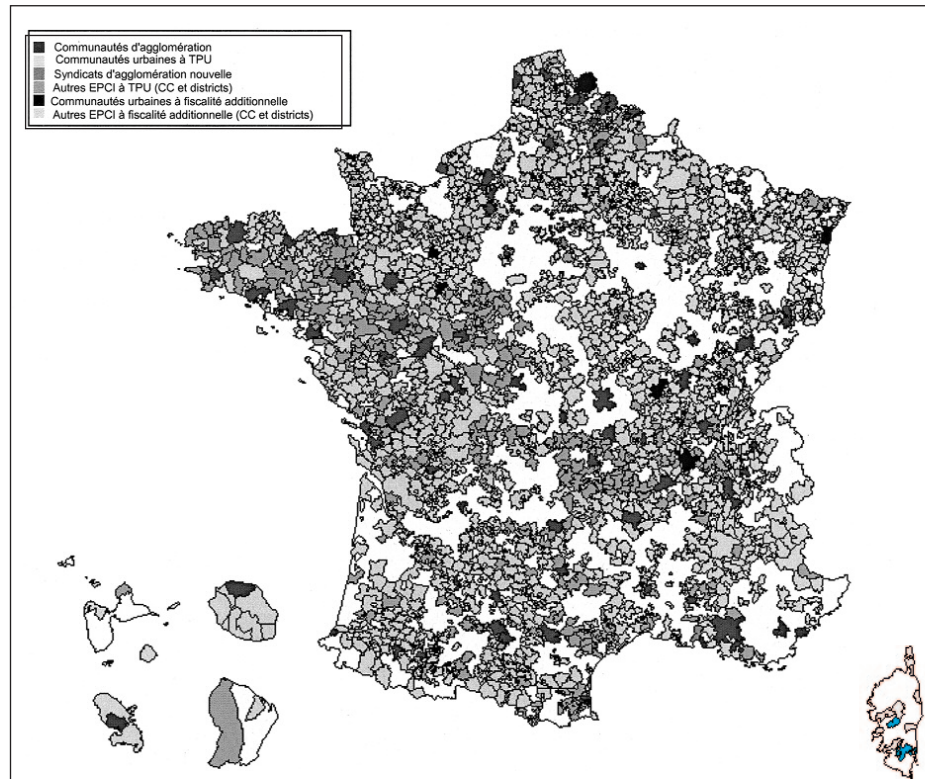 Communautés d'agglomération
Communautés urbaines à TPU
Syndicats d'agglomération nouvelle
Autres EPCI à TPU (CC et districts)
Communautés urbaines à fiscalité additionnelle
Autres EPCI à fiscalité additionnelle (CC et districts)